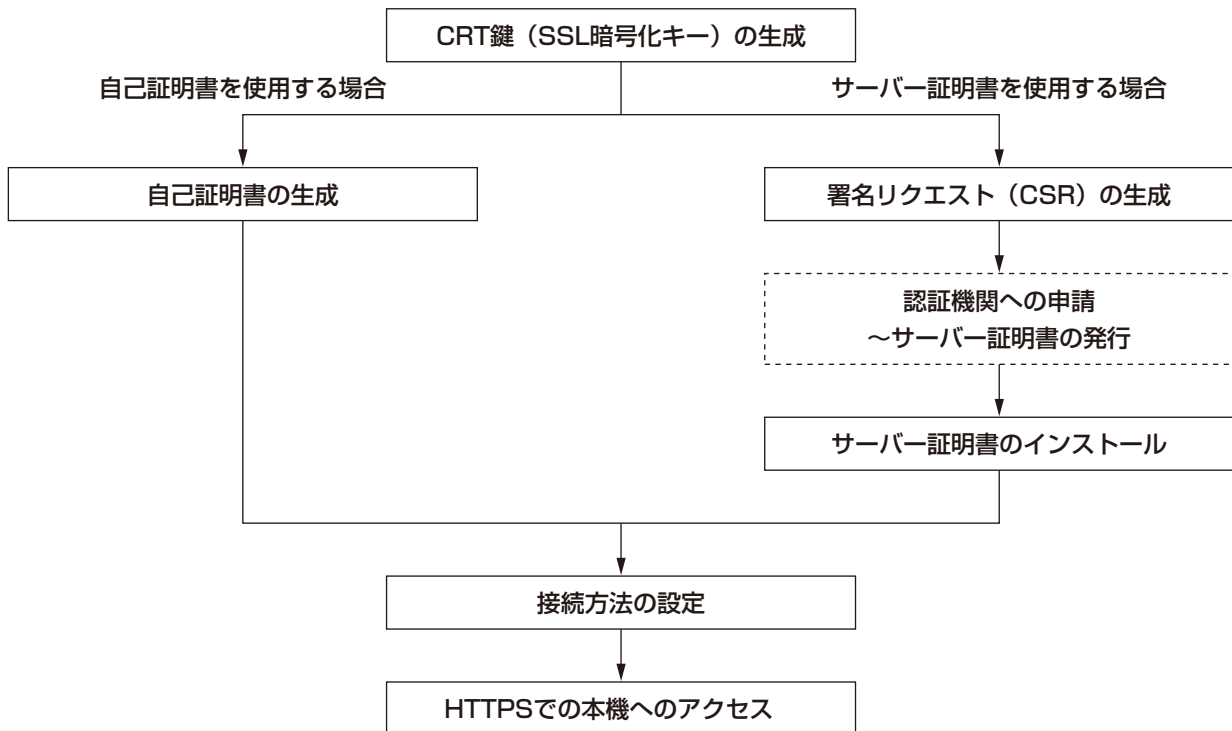 CRT鍵（SSL暗号化キー）の生成
自己証明書を使用する場合
サーバー証明書を使用する場合
自己証明書の生成
署名リクエスト（CSR）の生成
認証機関への申請
～サーバー証明書の発行
サーバー証明書のインストール
接続方法の設定
HTTPSでの本機へのアクセス